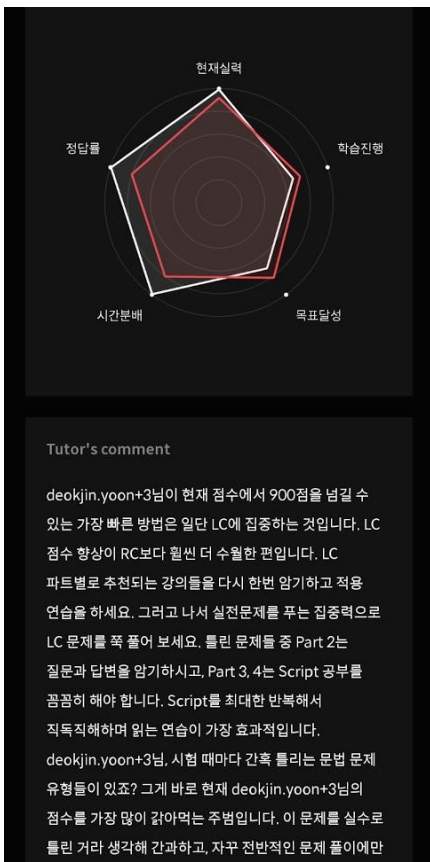 현재실력
정답률
학습진행
시간분배
목표달성
Tutor's comment
deokjin.yoon+3님이 현재 점수에서 900점을 넘길 수
있는 가장 빠른 방법은 일단 LC에 집중하는 것입니다. LC
점수 향상이 RC보다 훨씬 더 수월한 편입니다. LC
파트별로 추천되는 강의들을 다시 한번 암기하고 적용
연습을 하세요. 그러고 나서 실전문제를 푸는 집중력으로
LC 문제를 쭉 풀어 보세요. 틀린 문제들 중 Part 2는
질문과 답변을 암기하시고, Part 3, 4는 Script 공부를
꼼꼼히 해야 합니다. Script를 최대한 반복해서
직독직해하며 읽는 연습이 가장 효과적입니다.
deokjin.yoon+3님, 시험 때마다 간혹 틀리는 문법 문제
유형들이 있죠? 그게 바로 현재 deokjin.yoon+3님의
점수를 가장 많이 갉아먹는 주범입니다. 이 문제를 실수로
틀린 거라 생각해 간과하고, 자꾸 전반적인 문제 풀이에만